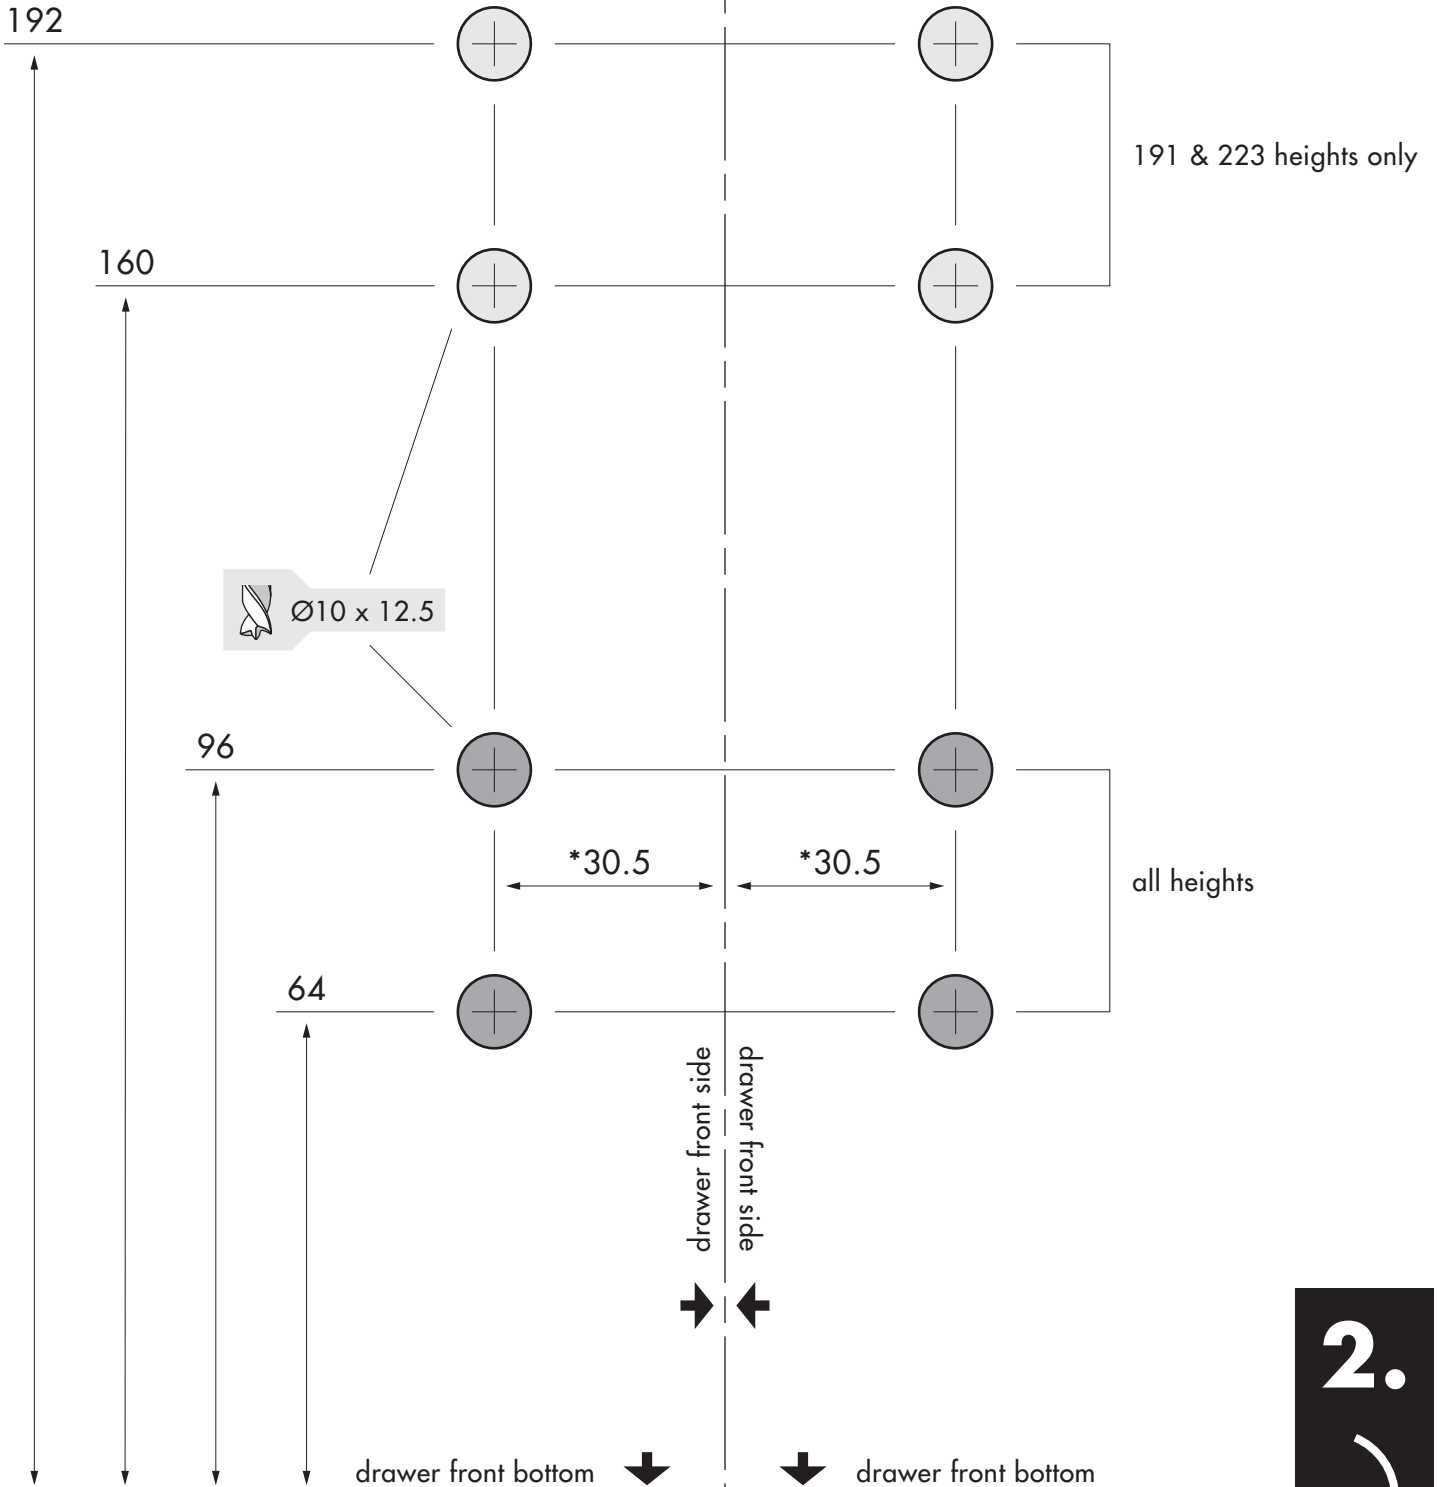 192
191 & 223 heights only
160
Ø10 x 12.5
96
*30.5
*30.5
all heights
64
drawer front side
drawer front side
2.
drawer front bottom
drawer front bottom